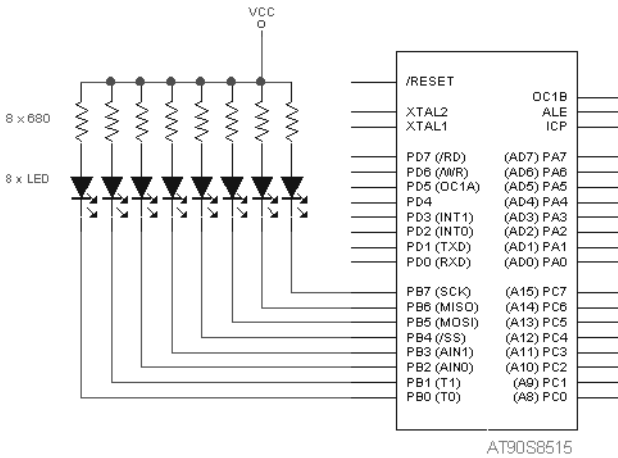 VCC
8 x 680
8 x LED
/RESET
OC1B
XTAL2 ALE
XTAL1 ICP
PD7 (/RD) (AD7) PA7
PD6 (/WR) (AD6) PA6
PD5 (OC1A) (AD5) PA5
PD4 (AD4) PA4
PD3 (INT1) (AD3) PA3
PD2 (INT0) (AD2) PA2
PD1 (TXD) (AD1) PA1
PD0 (RXD) (AD0) PA0
PB7 (SCK) (A15) PC7
PB6 (MISO) (A14) PC6
PB5 (MOSI) (A13) PC5
PB4 (/SS) (A12) PC4
PB3 (AIN1) (A11) PC3
PB2 (AIN0) (A10) PC2
PB1 (T1) (A9) PC1
PB0 (T0) (A8) PC0
AT90S8515